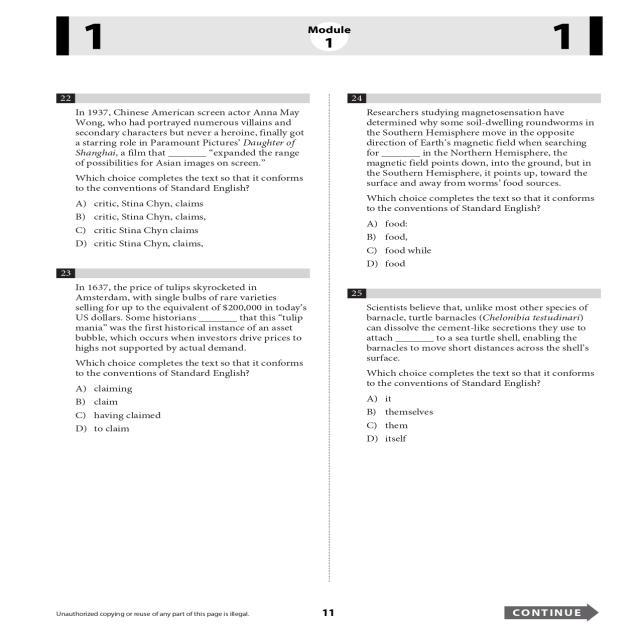 1
Module
1
1
22
In 1937, Chinese American screen actor Anna May
Wong, who had portrayed numerous villains and
secondary characters but never a heroine, finally got
a starring role in Paramount Pictures’ Daughter of
Shanghai, a film that ________ “expanded the range
of possibilities for Asian images on screen.”
Which choice completes the text so that it conforms
to the conventions of Standard English?
A) critic, Stina Chyn, claims
B) critic, Stina Chyn, claims,
C) critic Stina Chyn claims
D) critic Stina Chyn, claims,
23
In 1637, the price of tulips skyrocketed in
Amsterdam, with single bulbs of rare varieties
selling for up to the equivalent of $200,000 in today’s
US dollars. Some historians ________ that this “tulip
mania” was the first historical instance of an asset
bubble, which occurs when investors drive prices to
highs not supported by actual demand.
Which choice completes the text so that it conforms
to the conventions of Standard English?
A) claiming
B) claim
C) having claimed
D) to claim
24
Researchers studying magnetosensation have
determined why some soil-dwelling roundworms in
the Southern Hemisphere move in the opposite
direction of Earth’s magnetic field when searching
for ________ in the Northern Hemisphere, the
magnetic field points down, into the ground, but in
the Southern Hemisphere, it points up, toward the
surface and away from worms’ food sources.
Which choice completes the text so that it conforms
to the conventions of Standard English?
A) food:
B) food,
C) food while
D) food
25
Scientists believe that, unlike most other species of
barnacle, turtle barnacles (Chelonibia testudinari)
can dissolve the cement-like secretions they use to
attach ________ to a sea turtle shell, enabling the
barnacles to move short distances across the shell’s
surface.
Which choice completes the text so that it conforms
to the conventions of Standard English?
A) it
B) themselves
C) them
D) itself
Unauthorized copying or reuse of any part of this page is illegal.
11
CONTINUE